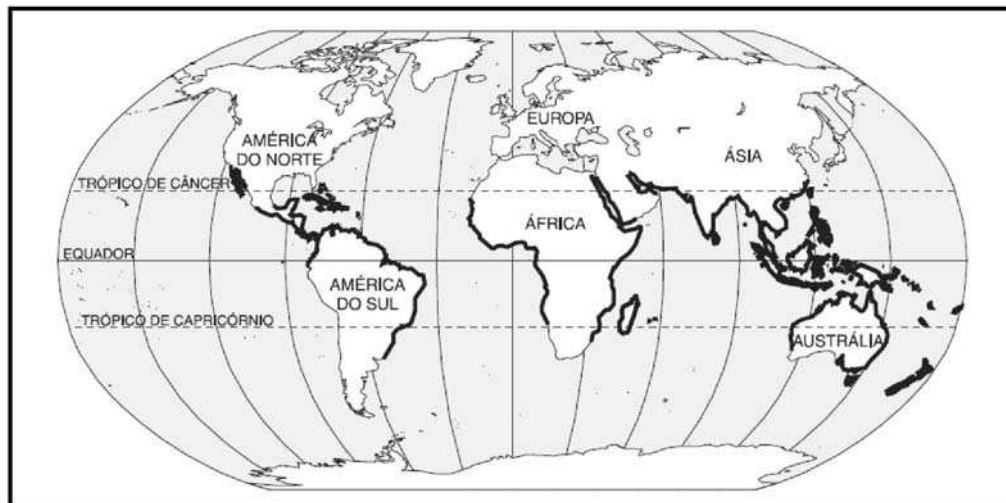 EUROPA
AMÉRICA
DO NORTE
ÁSIA
TRÓPICO DE CÂNCER
ÁFRICA
EQUADOR
AMÉRICA
DO SUL
TRÓPICO DE CAPRICÓRNIO
AUSTRÁLIA